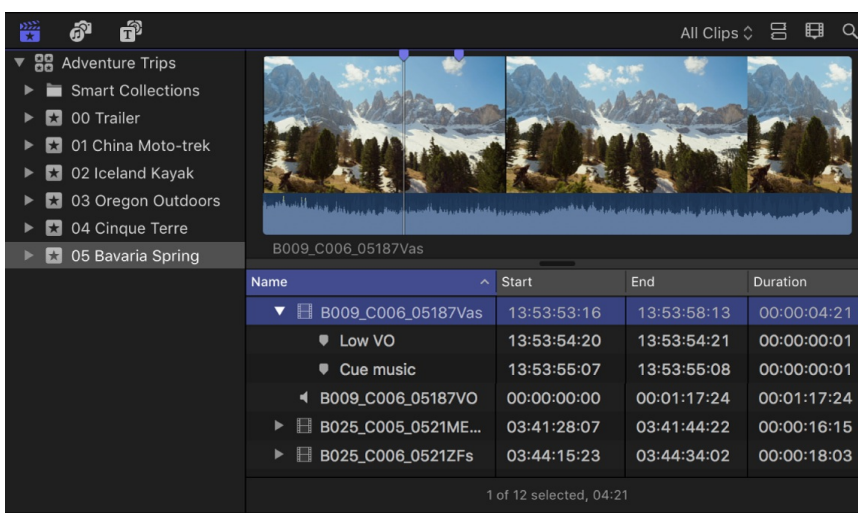 All Clips
Adventure Trips
Smart Collections
00 Trailer
01 China Moto-trek
02 Iceland Kayak
03 Oregon Outdoors
04 Cinque Terre
05 Bavaria Spring
B009_C006_05187Vas
Name Start End Duration
B009_C006_05187Vas 13:53:53:16 13:53:58:13 00:00:04:21
Low VO 13:53:54:20 13:53:54:21 00:00:00:01
Cue music 13:53:55:07 13:53:55:08 00:00:00:01
B009_C006_05187VO 00:00:00:00 00:01:17:24 00:01:17:24
B025_C005_0521ME... 03:41:28:07 03:41:44:22 00:00:16:15
B025_C006_0521ZFs 03:44:15:23 03:44:34:02 00:00:18:03
1 of 12 selected, 04:21